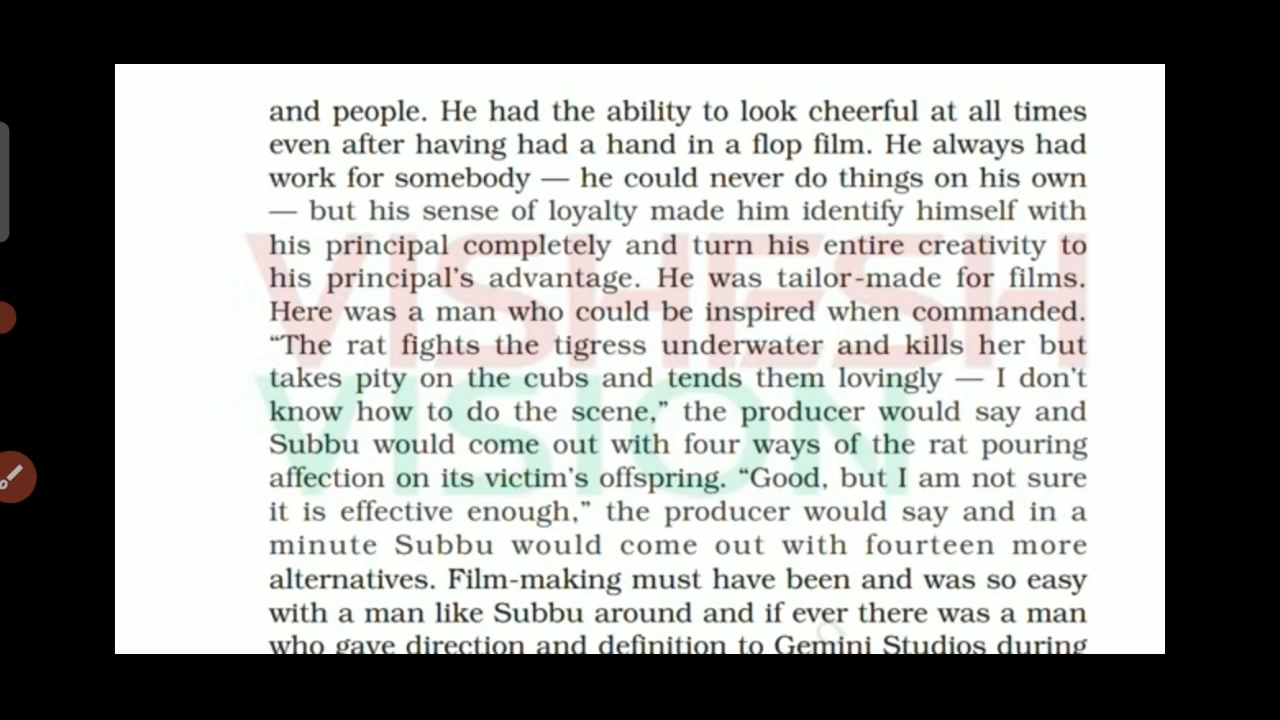 and people. He had the ability to look cheerful at all times
even after having had a hand in a flop film. He always had
work for somebody — he could never do things on his own
— but his sense of loyalty made him identify himself with
his principal completely and turn his entire creativity to
his principal's advantage. He was tailor-made for films.
Here was a man who could be inspired when commanded.
“The rat fights the tigress underwater and kills her but
takes pity on the cubs and tends them lovingly — I don't
know how to do the scene,” the producer would say and
Subbu would come out with four ways of the rat pouring
affection on its victim's offspring. “Good, but I am not sure
it is effective enough,” the producer would say and in a
minute Subbu would come out with fourteen more
alternatives. Film-making must have been and was so easy
with a man like Subbu around and if ever there was a man
who gave direction and definition to Gemini Studios during
VISHESH
VISION